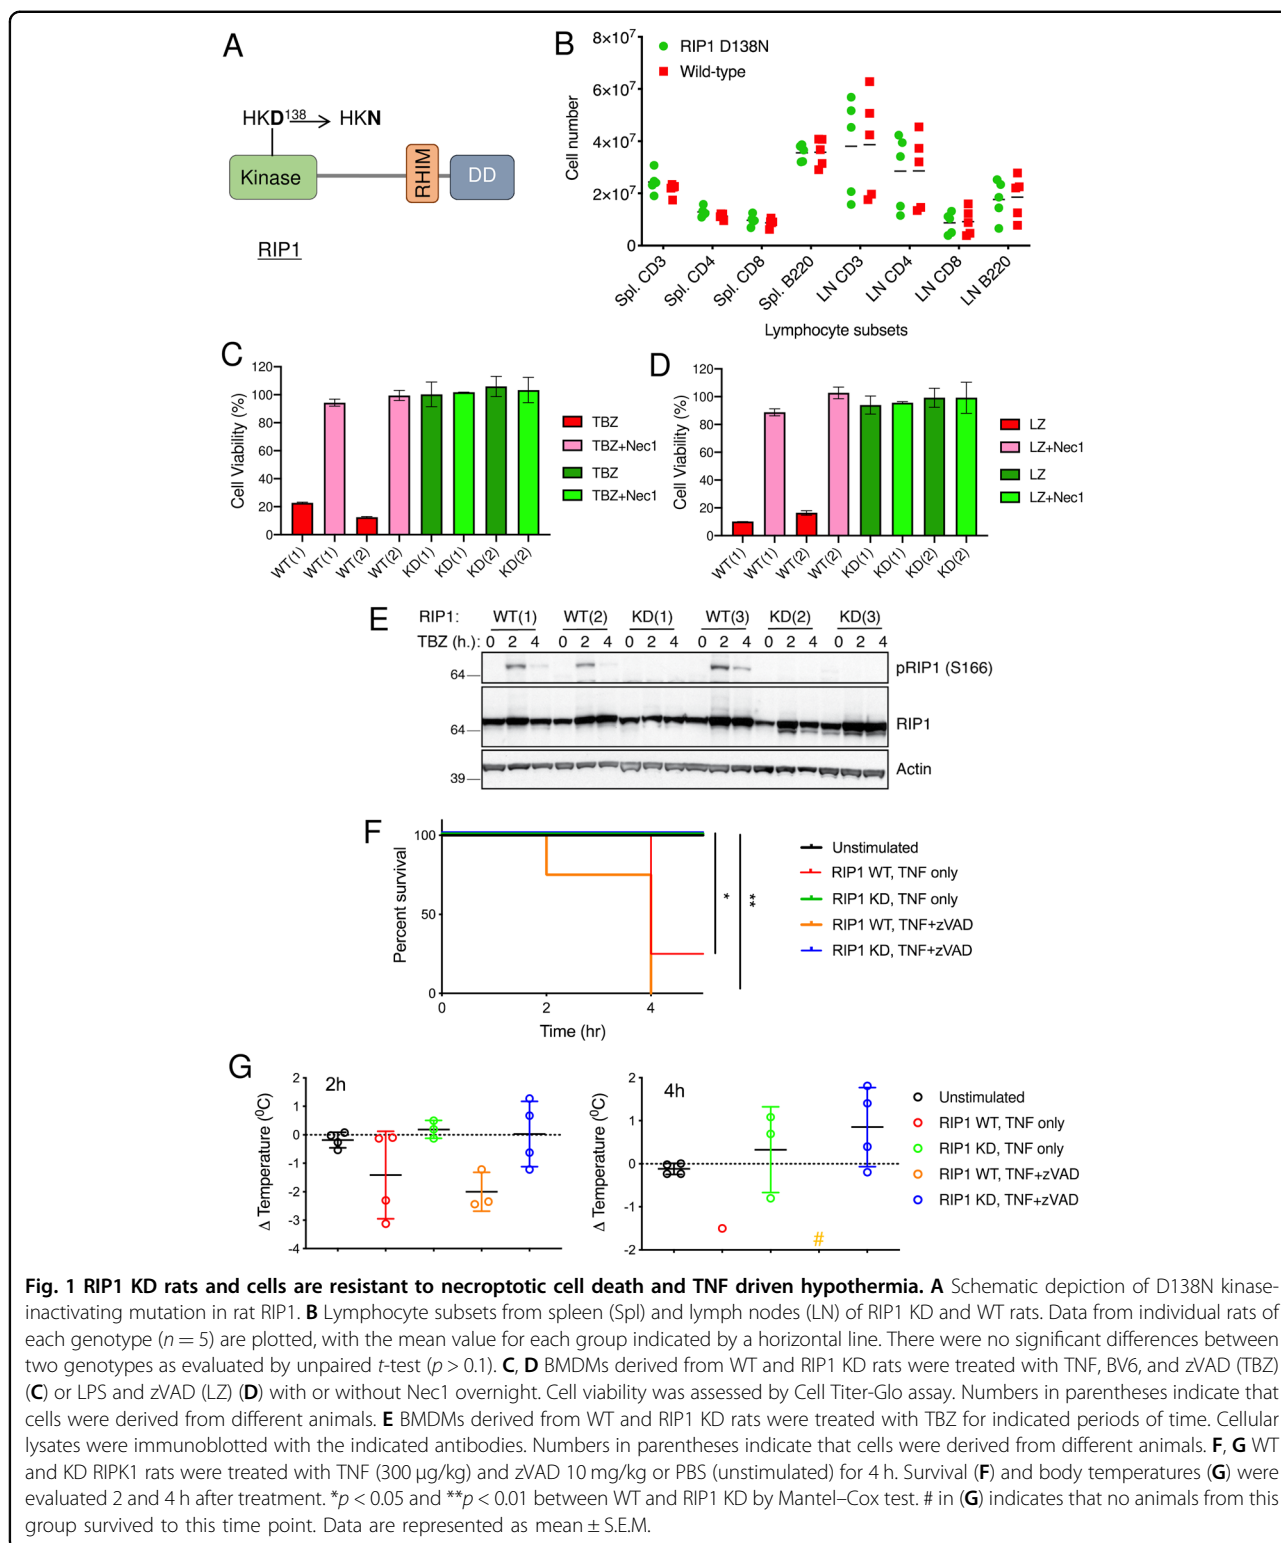 A
HKD¹³⁸ → HKN
Kinase
RHIM
DD
RIP1
B
RIP1 D138N
Wild-type
Cell number
8×10⁷
6×10⁷
4×10⁷
2×10⁷
0
Spl. CD3
Spl. CD4
Spl. CD8
Spl. B220
LN CD3
LN CD4
LN CD8
LN B220
Lymphocyte subsets
C
Cell Viability (%)
120
100
80
60
40
20
0
WT(1)
WT(1)
WT(2)
WT(2)
KD(1)
KD(1)
KD(2)
KD(2)
TBZ
TBZ+Nec1
TBZ
TBZ+Nec1
D
Cell Viability (%)
120
100
80
60
40
20
0
WT(1)
WT(1)
WT(2)
WT(2)
KD(1)
KD(1)
KD(2)
KD(2)
LZ
LZ+Nec1
LZ
LZ+Nec1
E
RIP1: WT(1) WT(2) KD(1) WT(3) KD(2) KD(3)
TBZ (h.): 0 2 4 0 2 4 0 2 4 0 2 4 0 2 4 0 2 4
64
pRIP1 (S166)
64
RIP1
39
Actin
F
Percent survival
100
50
0
0 2 4
Time (hr)
*
**
Unstimulated
RIP1 WT, TNF only
RIP1 KD, TNF only
RIP1 WT, TNF+zVAD
RIP1 KD, TNF+zVAD
G
2h
Δ Temperature (⁰C)
2
1
0
-1
-2
-3
-4
4h
Δ Temperature (⁰C)
2
1
0
-1
-2
#
Unstimulated
RIP1 WT, TNF only
RIP1 KD, TNF only
RIP1 WT, TNF+zVAD
RIP1 KD, TNF+zVAD
Fig. 1 RIP1 KD rats and cells are resistant to necroptotic cell death and TNF driven hypothermia. A Schematic depiction of D138N kinase-
inactivating mutation in rat RIP1. B Lymphocyte subsets from spleen (Spl) and lymph nodes (LN) of RIP1 KD and WT rats. Data from individual rats of
each genotype (n = 5) are plotted, with the mean value for each group indicated by a horizontal line. There were no significant differences between
two genotypes as evaluated by unpaired t-test (p > 0.1). C, D BMDMs derived from WT and RIP1 KD rats were treated with TNF, BV6, and zVAD (TBZ)
(C) or LPS and zVAD (LZ) (D) with or without Nec1 overnight. Cell viability was assessed by Cell Titer-Glo assay. Numbers in parentheses indicate that
cells were derived from different animals. E BMDMs derived from WT and RIP1 KD rats were treated with TBZ for indicated periods of time. Cellular
lysates were immunoblotted with the indicated antibodies. Numbers in parentheses indicate that cells were derived from different animals. F, G WT
and KD RIPK1 rats were treated with TNF (300 µg/kg) and zVAD 10 mg/kg or PBS (unstimulated) for 4 h. Survival (F) and body temperatures (G) were
evaluated 2 and 4 h after treatment. *p < 0.05 and **p < 0.01 between WT and RIP1 KD by Mantel–Cox test. # in (G) indicates that no animals from this
group survived to this time point. Data are represented as mean ± S.E.M.